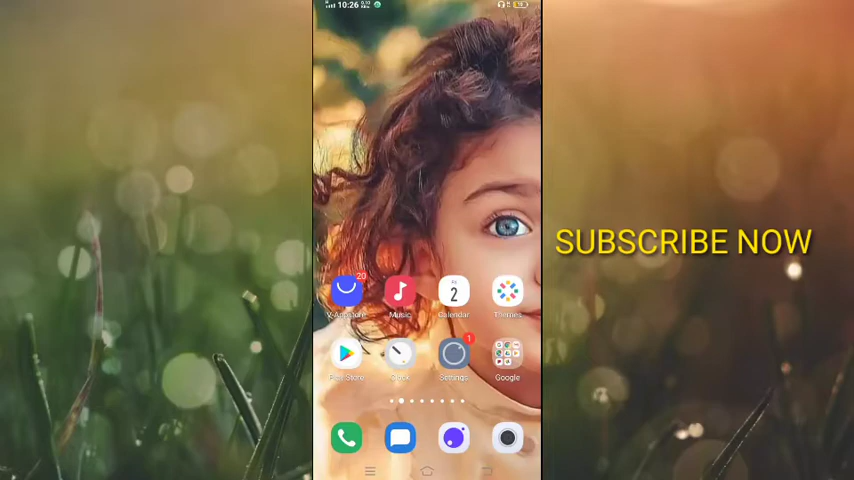 10:26
SUBSCRIBE NOW
20
2
V-Appstore Music Calendar Themes
1
Play Store Clock Settings Google